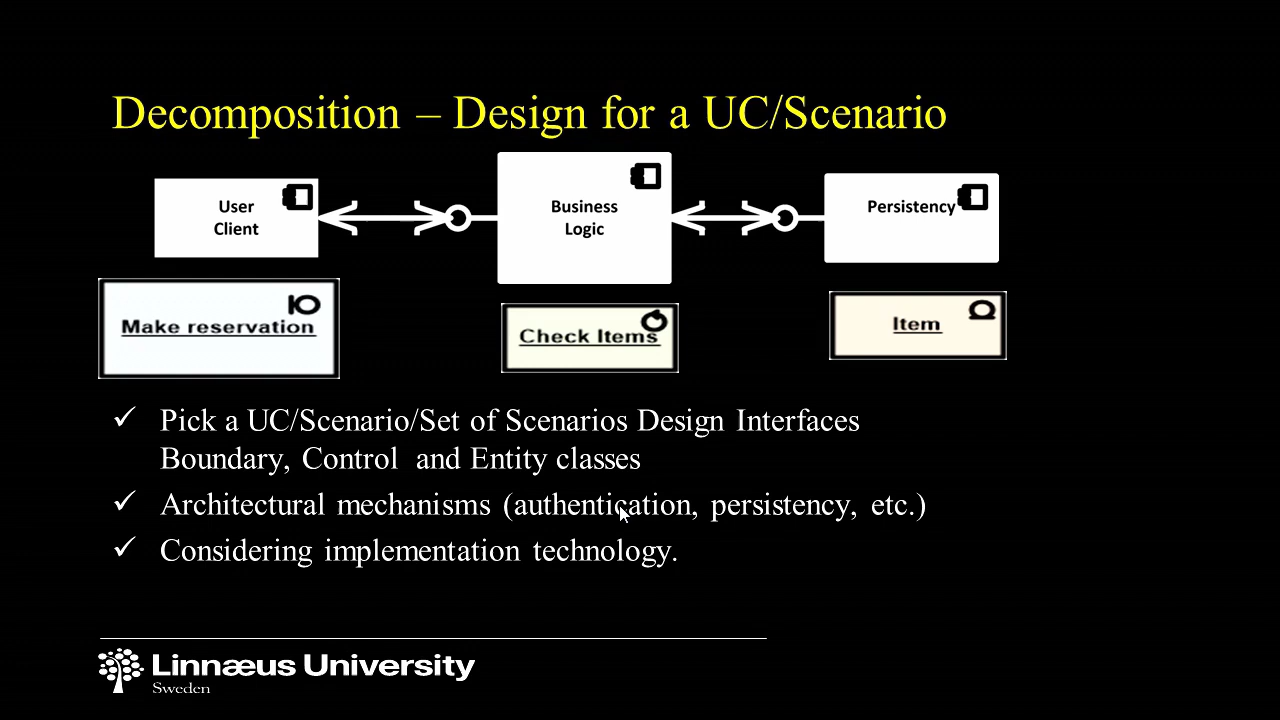 Decomposition – Design for a UC/Scenario
User
Client
Business
Logic
Persistency
Make reservation
Check Items
Item
✓ Pick a UC/Scenario/Set of Scenarios Design Interfaces
Boundary, Control and Entity classes
✓ Architectural mechanisms (authentication, persistency, etc.)
✓ Considering implementation technology.
Linnæus University
Sweden